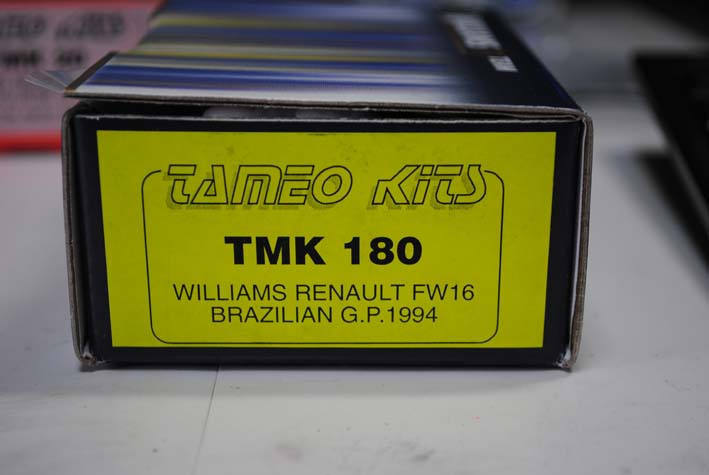 TAMEO KITS
TMK 180
WILLIAMS RENAULT FW16
BRAZILIAN G.P.1994